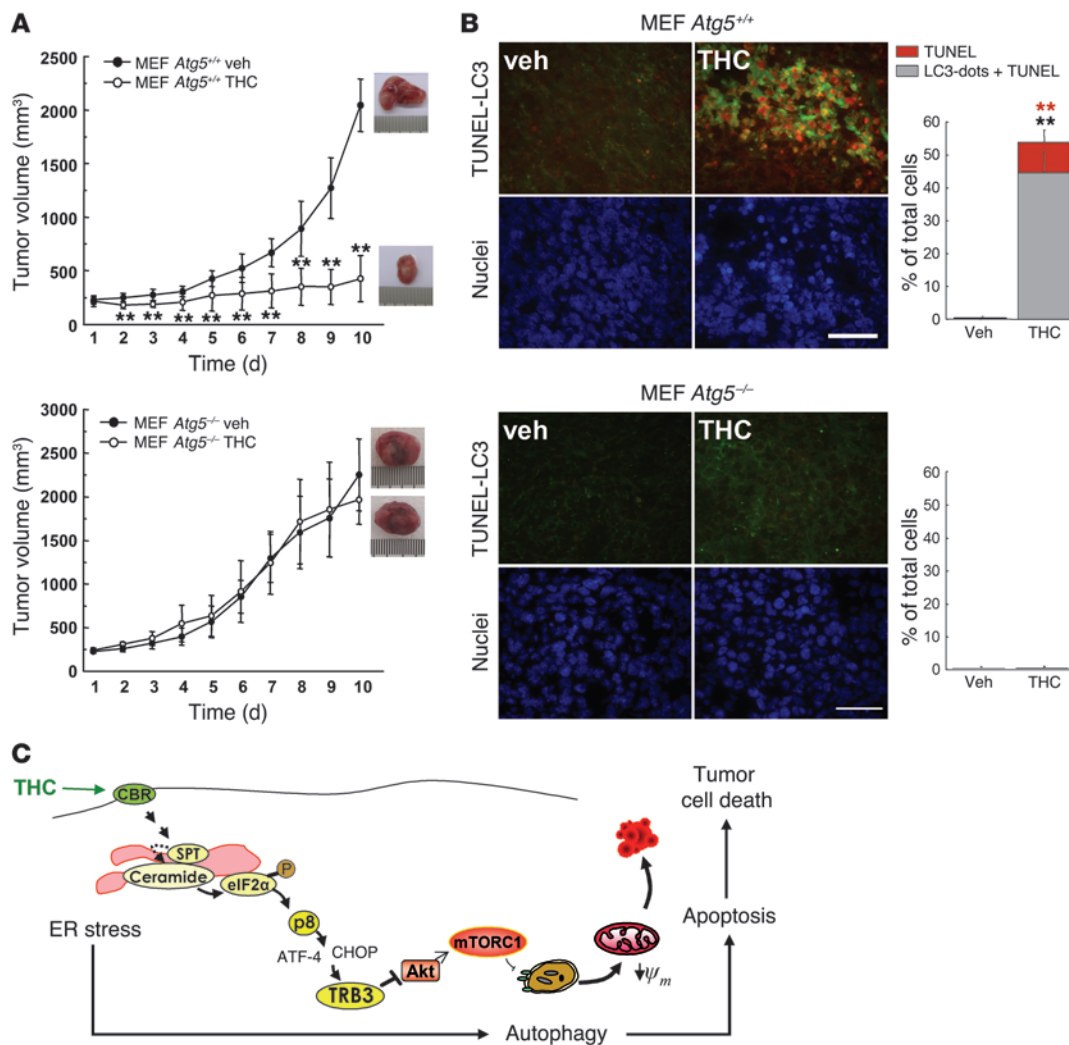 A
MEF Atg5+/+ veh
MEF Atg5+/+ THC
Tumor volume (mm³)
2500
2000
1500
1000
500
0
** ** ** ** ** ** ** ** **
1 2 3 4 5 6 7 8 9 10
Time (d)
MEF Atg5−/− veh
MEF Atg5−/− THC
Tumor volume (mm³)
3000
2500
2000
1500
1000
500
0
1 2 3 4 5 6 7 8 9 10
Time (d)
B
MEF Atg5+/+
veh
THC
TUNEL-LC3
Nuclei
TUNEL
LC3-dots + TUNEL
**
**
% of total cells
60
50
40
30
20
10
0
Veh THC
MEF Atg5−/−
veh
THC
TUNEL-LC3
Nuclei
% of total cells
60
50
40
30
20
10
0
Veh THC
C
THC
CBR
SPT
Ceramide
eIF2α
P
ER stress
p8
ATF-4 CHOP
TRB3
Akt
mTORC1
↓ψm
Autophagy
Apoptosis
Tumor
cell death